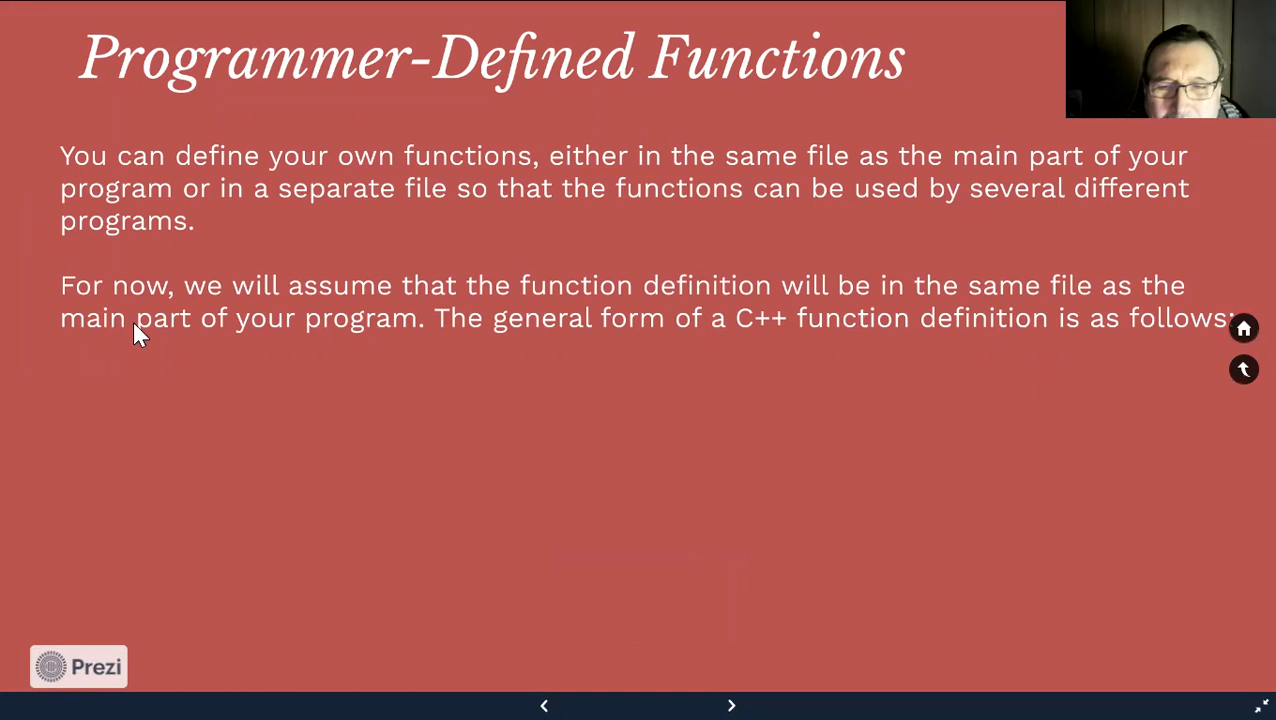 Programmer-Defined Functions
You can define your own functions, either in the same file as the main part of your
program or in a separate file so that the functions can be used by several different
programs.
For now, we will assume that the function definition will be in the same file as the
main part of your program. The general form of a C++ function definition is as follows:
Prezi